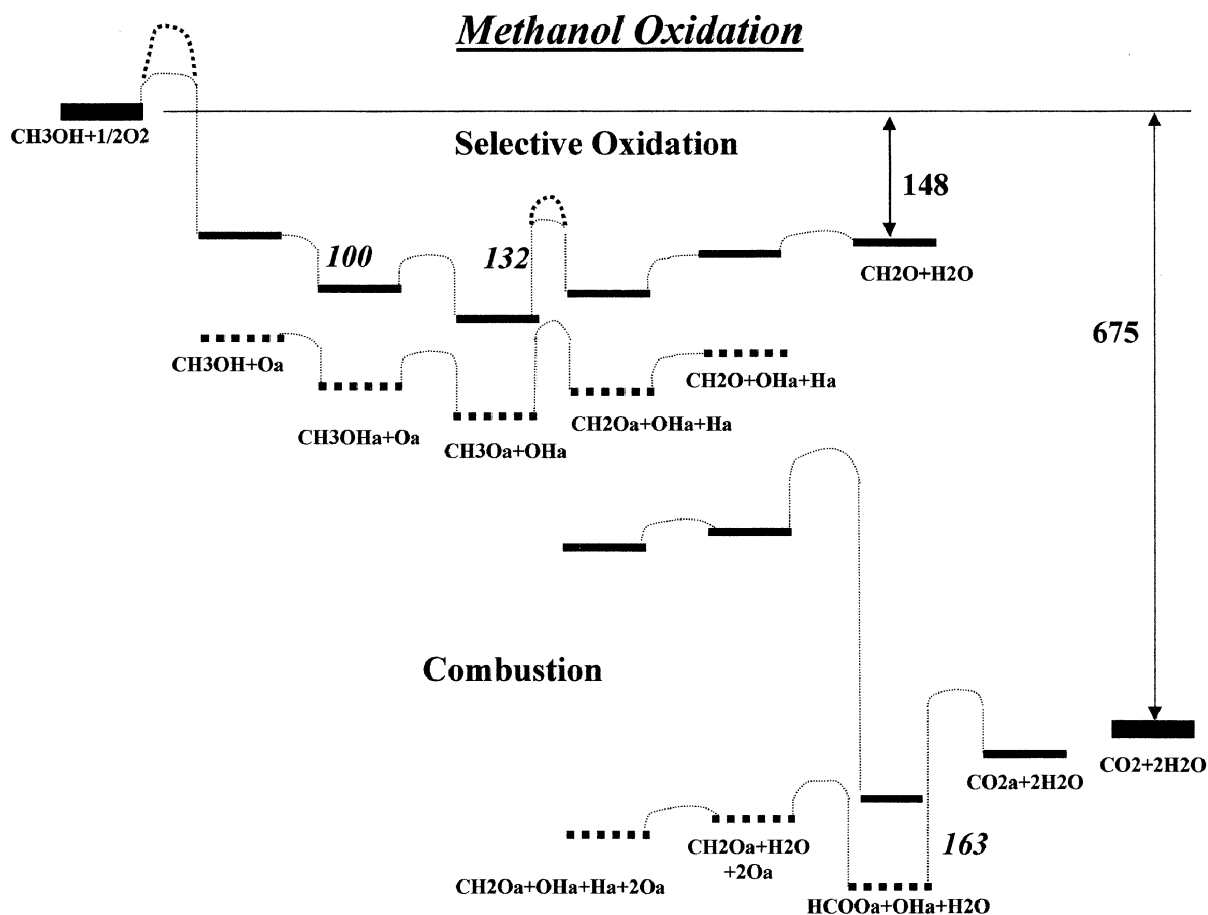 Methanol Oxidation
CH3OH+1/2O2
Selective Oxidation
148
100
132
CH2O+H2O
675
CH3OH+Oa
CH2O+OHa+Ha
CH3OHa+Oa
CH3Oa+OHa
CH2Oa+OHa+Ha
Combustion
CO2a+2H2O
CO2+2H2O
163
CH2Oa+H2O
+2Oa
CH2Oa+OHa+Ha+2Oa
HCOOa+OHa+H2O